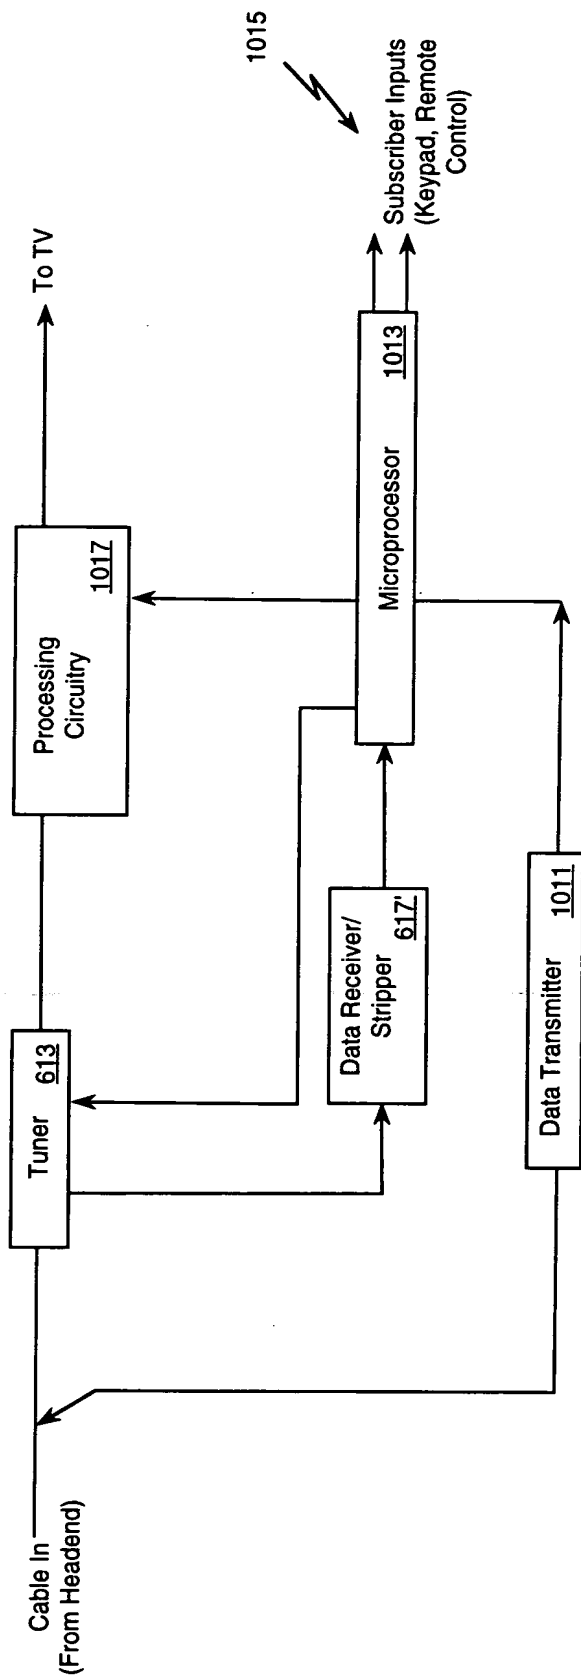 Cable In
(From Headend)
Tuner 613
Processing
Circuitry
1017
To TV
Data Receiver/
Stripper
617'
Microprocessor 1013
Subscriber Inputs
(Keypad, Remote
Control)
1015
Data Transmitter 1011